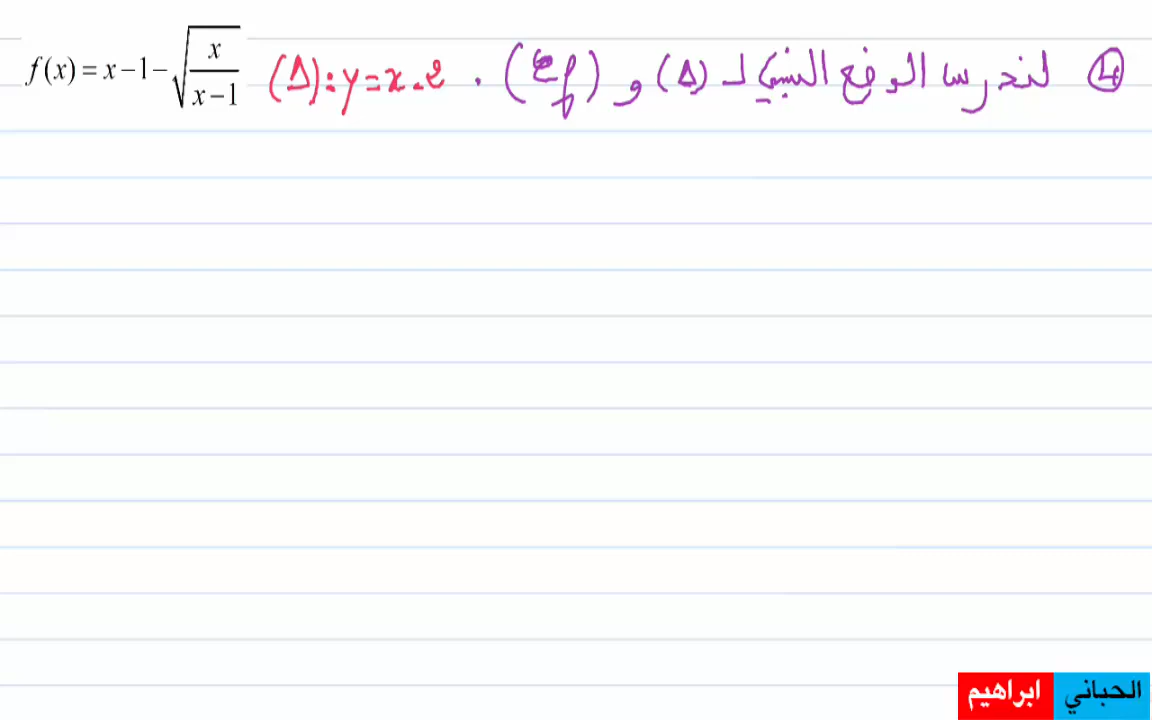 ④ لندرس الوضع النسبي لـ (Δ) و (𝒞f) . (Δ): y = x - 2 f(x) = x - 1 - √(x/(x-1))
الحباني ابراهيم